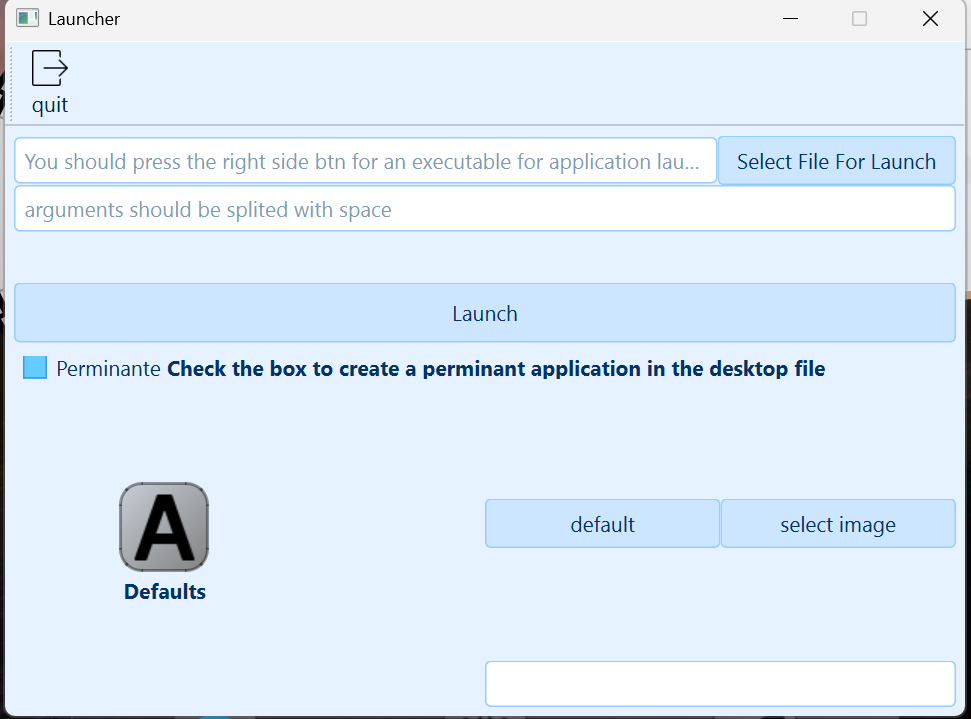 Launcher
quit
You should press the right side btn for an executable for application lau...
Select File For Launch
arguments should be splited with space
Launch
Perminante Check the box to create a perminant application in the desktop file
A
default
select image
Defaults